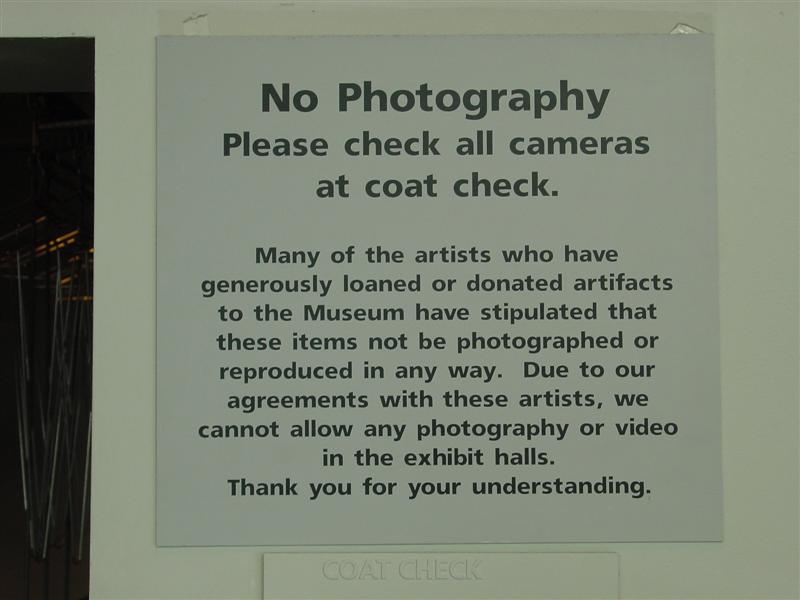 No Photography
Please check all cameras
at coat check.
Many of the artists who have
generously loaned or donated artifacts
to the Museum have stipulated that
these items not be photographed or
reproduced in any way. Due to our
agreements with these artists, we
cannot allow any photography or video
in the exhibit halls.
Thank you for your understanding.
COAT CHECK